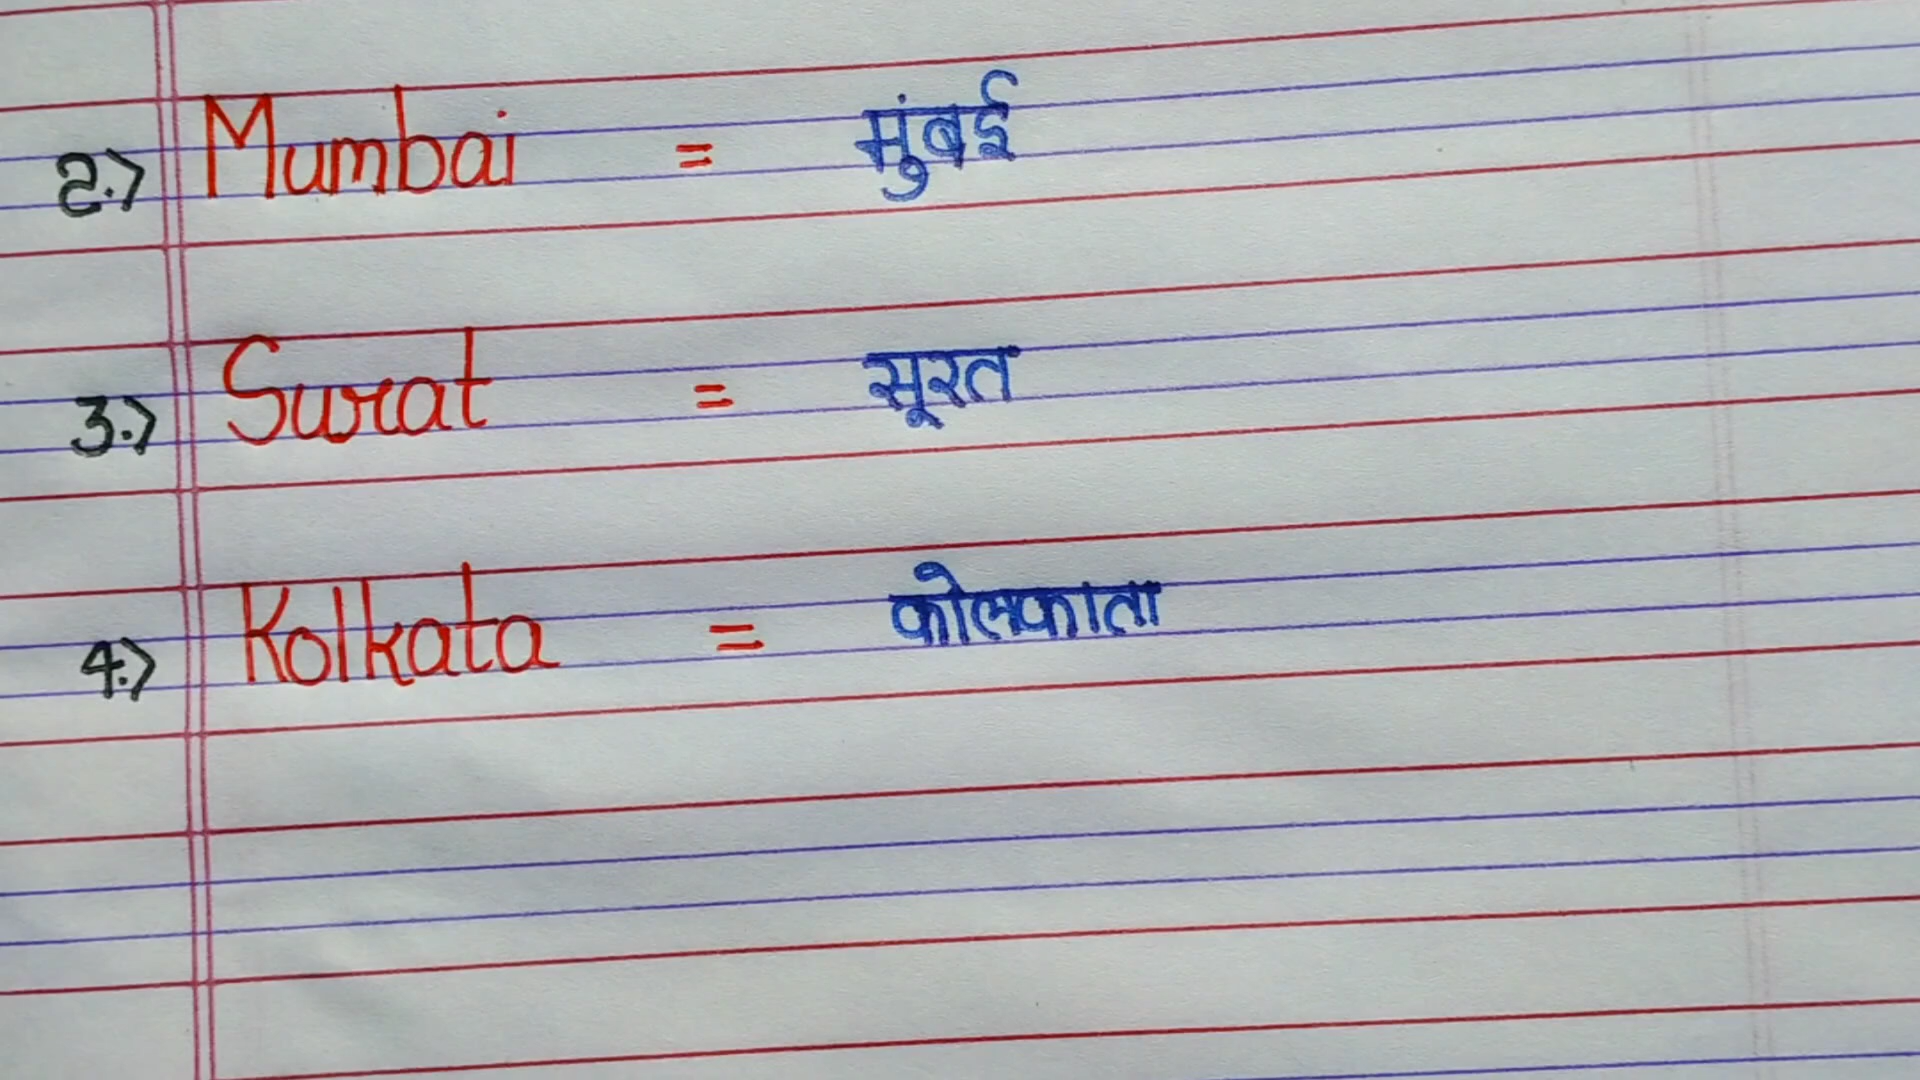 2.) Mumbai = मुंबई
3.) Surat = सूरत
4.) Kolkata = कोलकाता